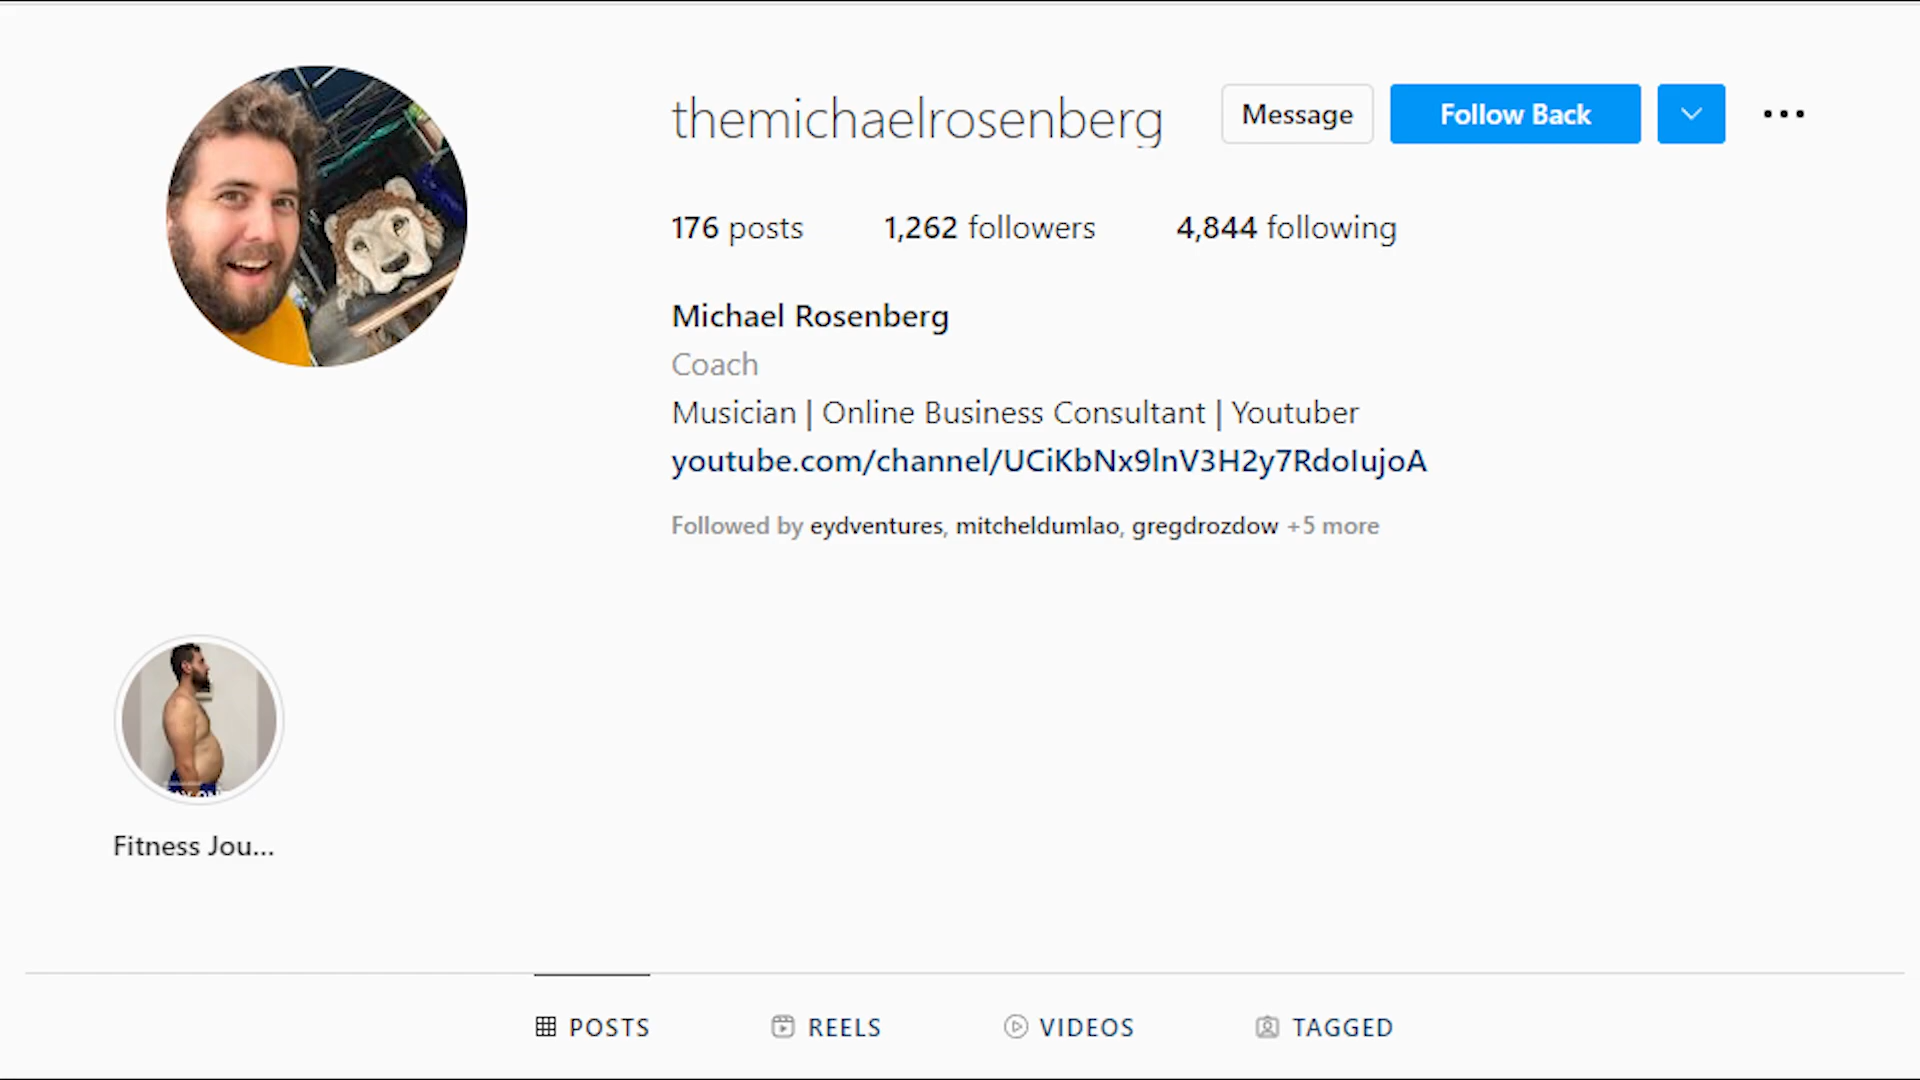 themichaelrosenberg Message Follow Back
176 posts 1,262 followers 4,844 following
Michael Rosenberg
Coach
Musician | Online Business Consultant | Youtuber
youtube.com/channel/UCiKbNx9lnV3H2y7RdoIujoA
Followed by eydventures, mitcheldumlao, gregdrozdow +5 more
Fitness Jou...
POSTS REELS VIDEOS TAGGED